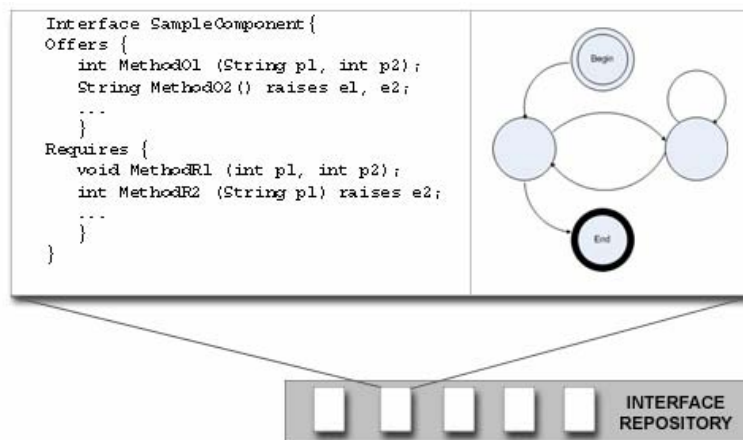 Interface SampleComponent{
Offers {
int MethodO1 (String p1, int p2);
String MethodO2() raises e1, e2;
...
}
Requires {
void MethodR1 (int p1, int p2);
int MethodR2 (String p1) raises e2;
...
}
}
Begin
End
INTERFACE
REPOSITORY